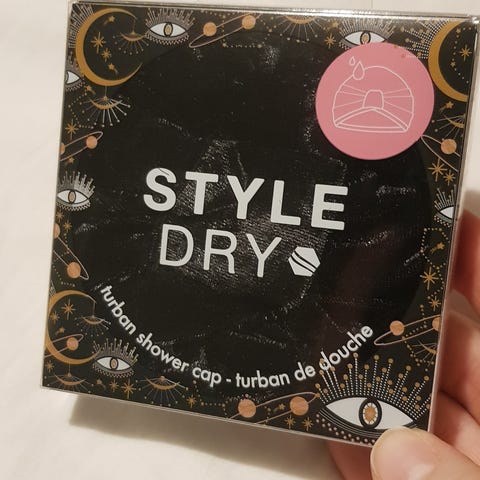 STYLE
DRY
turban shower cap - turban de douche